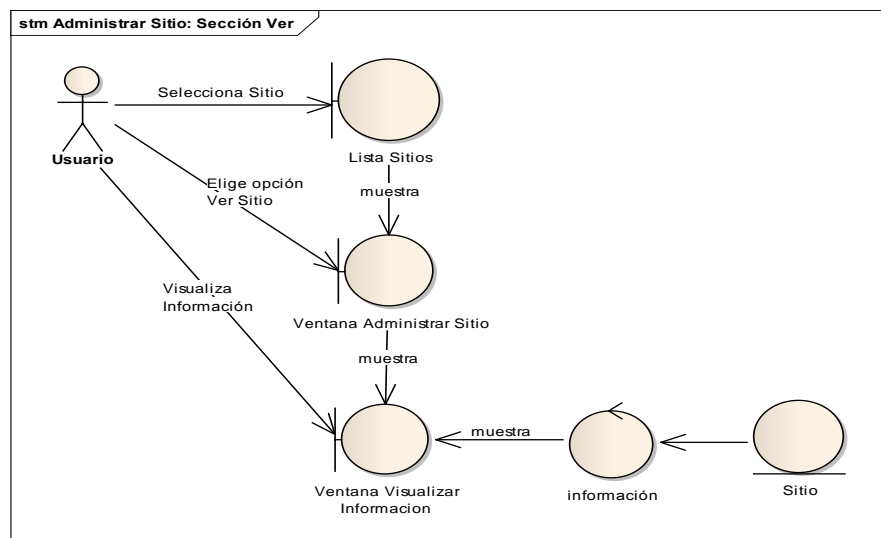 stm Administrar Sitio: Sección Ver
Selecciona Sitio
Usuario
Lista Sitios
muestra
Elige opción
Ver Sitio
Visualiza
Información
Ventana Administrar Sitio
muestra
muestra
Ventana Visualizar
Informacion
información
Sitio